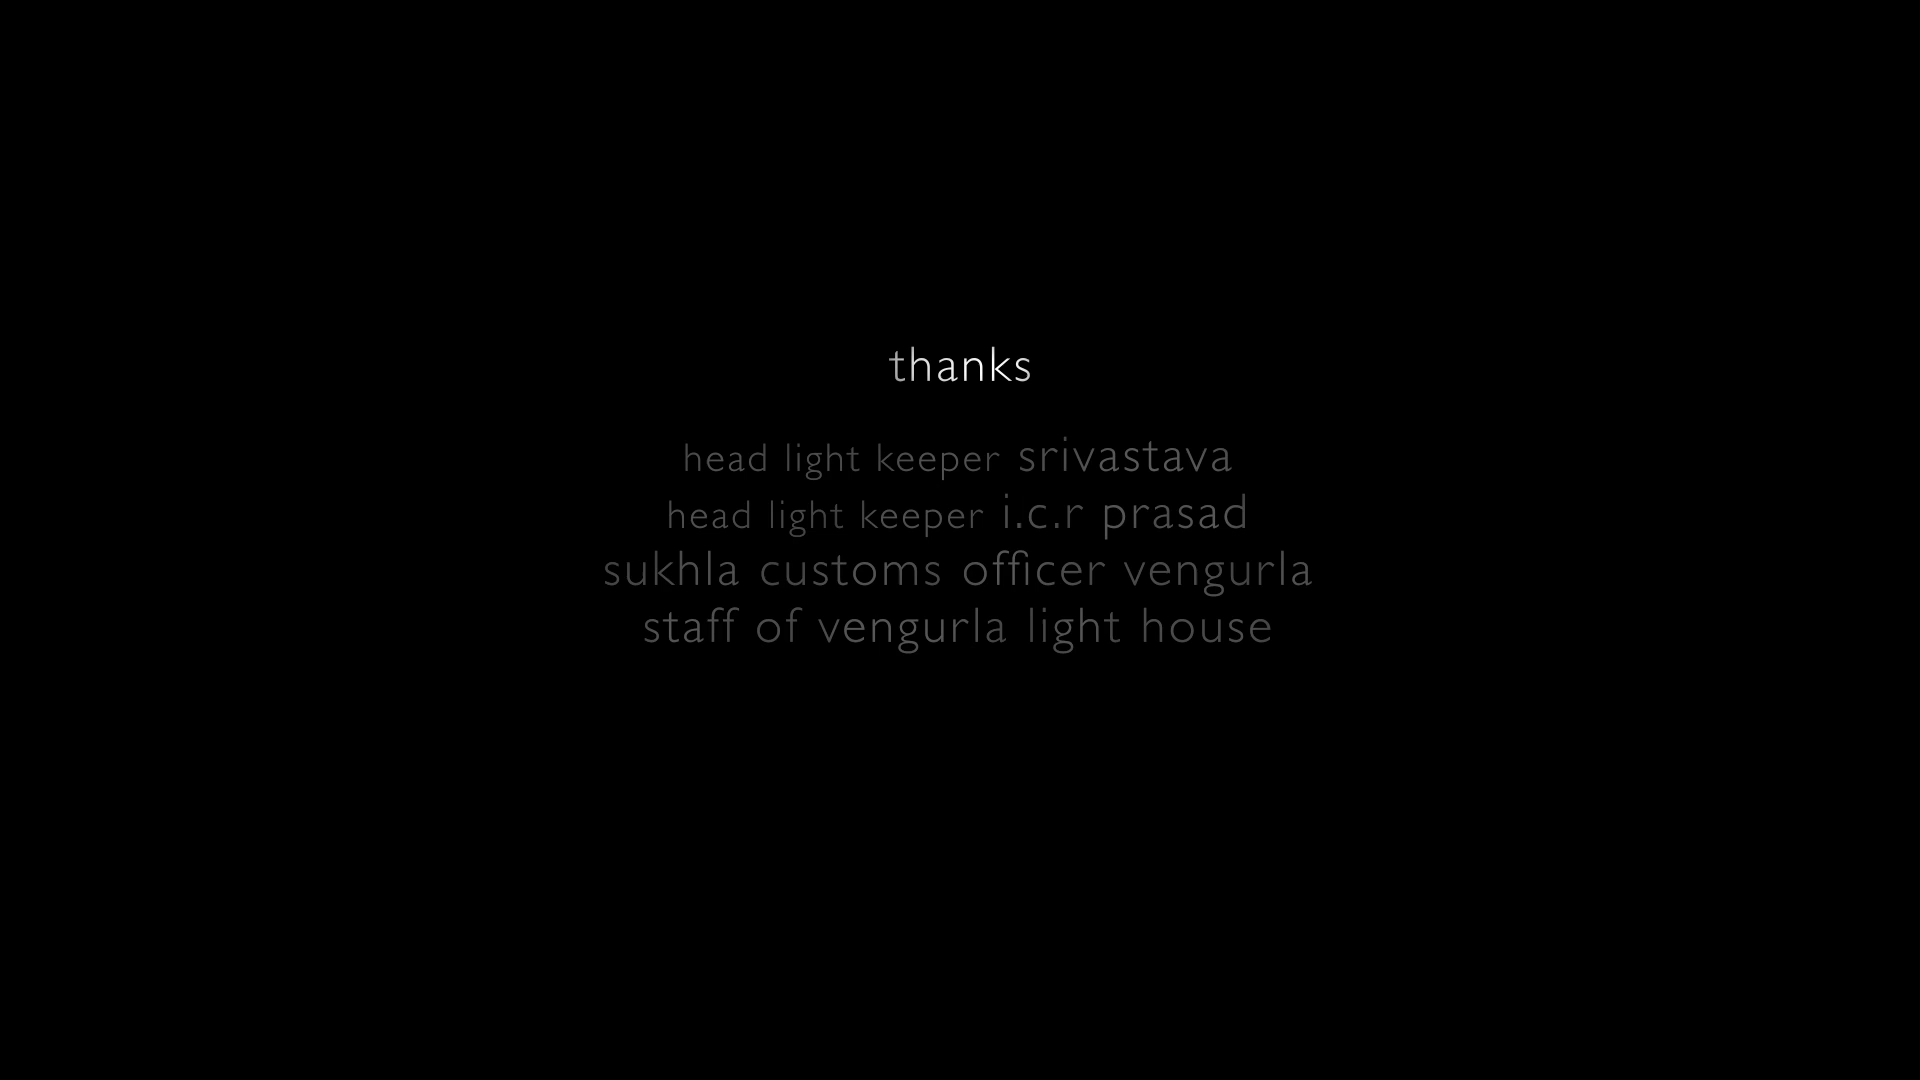 thanks
head light keeper srivastava
head light keeper i.c.r prasad
sukhla customs officer vengurla
staff of vengurla light house